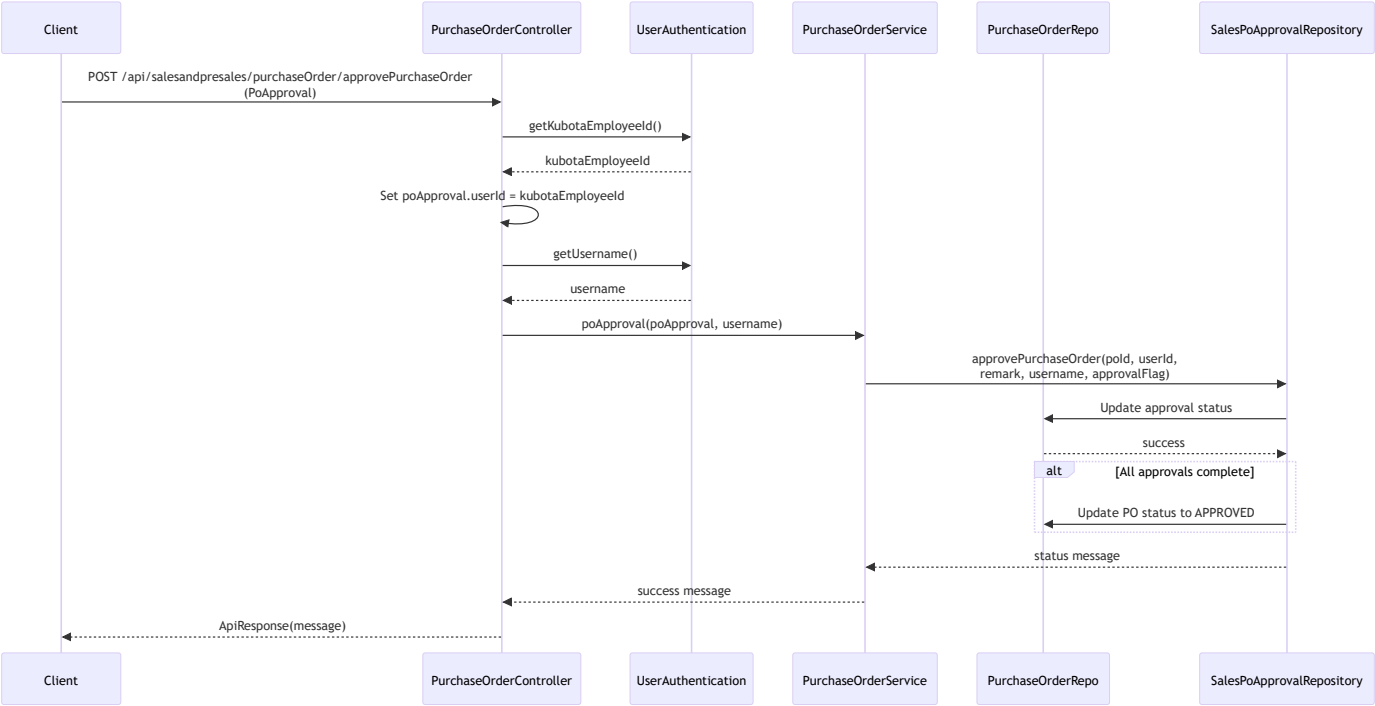 Client
PurchaseOrderController
UserAuthentication
PurchaseOrderService
PurchaseOrderRepo
SalesPoApprovalRepository
POST /api/salesandpresales/purchaseOrder/approvePurchaseOrder
(PoApproval)
getKubotaEmployeeId()
kubotaEmployeeId
Set poApproval.userId = kubotaEmployeeId
getUsername()
username
poApproval(poApproval, username)
approvePurchaseOrder(poId, userId,
remark, username, approvalFlag)
Update approval status
success
alt
[All approvals complete]
Update PO status to APPROVED
status message
success message
ApiResponse(message)
Client
PurchaseOrderController
UserAuthentication
PurchaseOrderService
PurchaseOrderRepo
SalesPoApprovalRepository